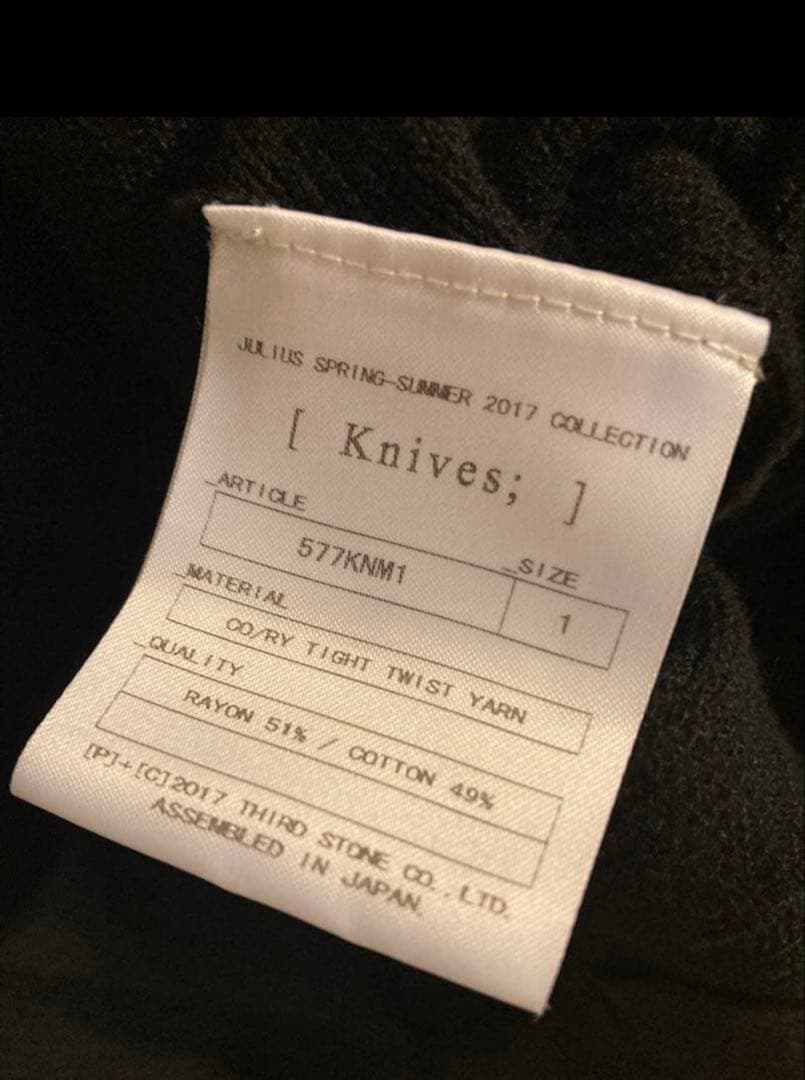 JULIUS SPRING-SUMMER 2017 COLLECTION
[ Knives; ]
_ARTICLE
577KNM1
_SIZE
1
_MATERIAL
CO/RY TIGHT TWIST YARN
_QUALITY
RAYON 51% / COTTON 49%
[P]+[C]2017 THIRD STONE CO.,LTD.
ASSEMBLED IN JAPAN.